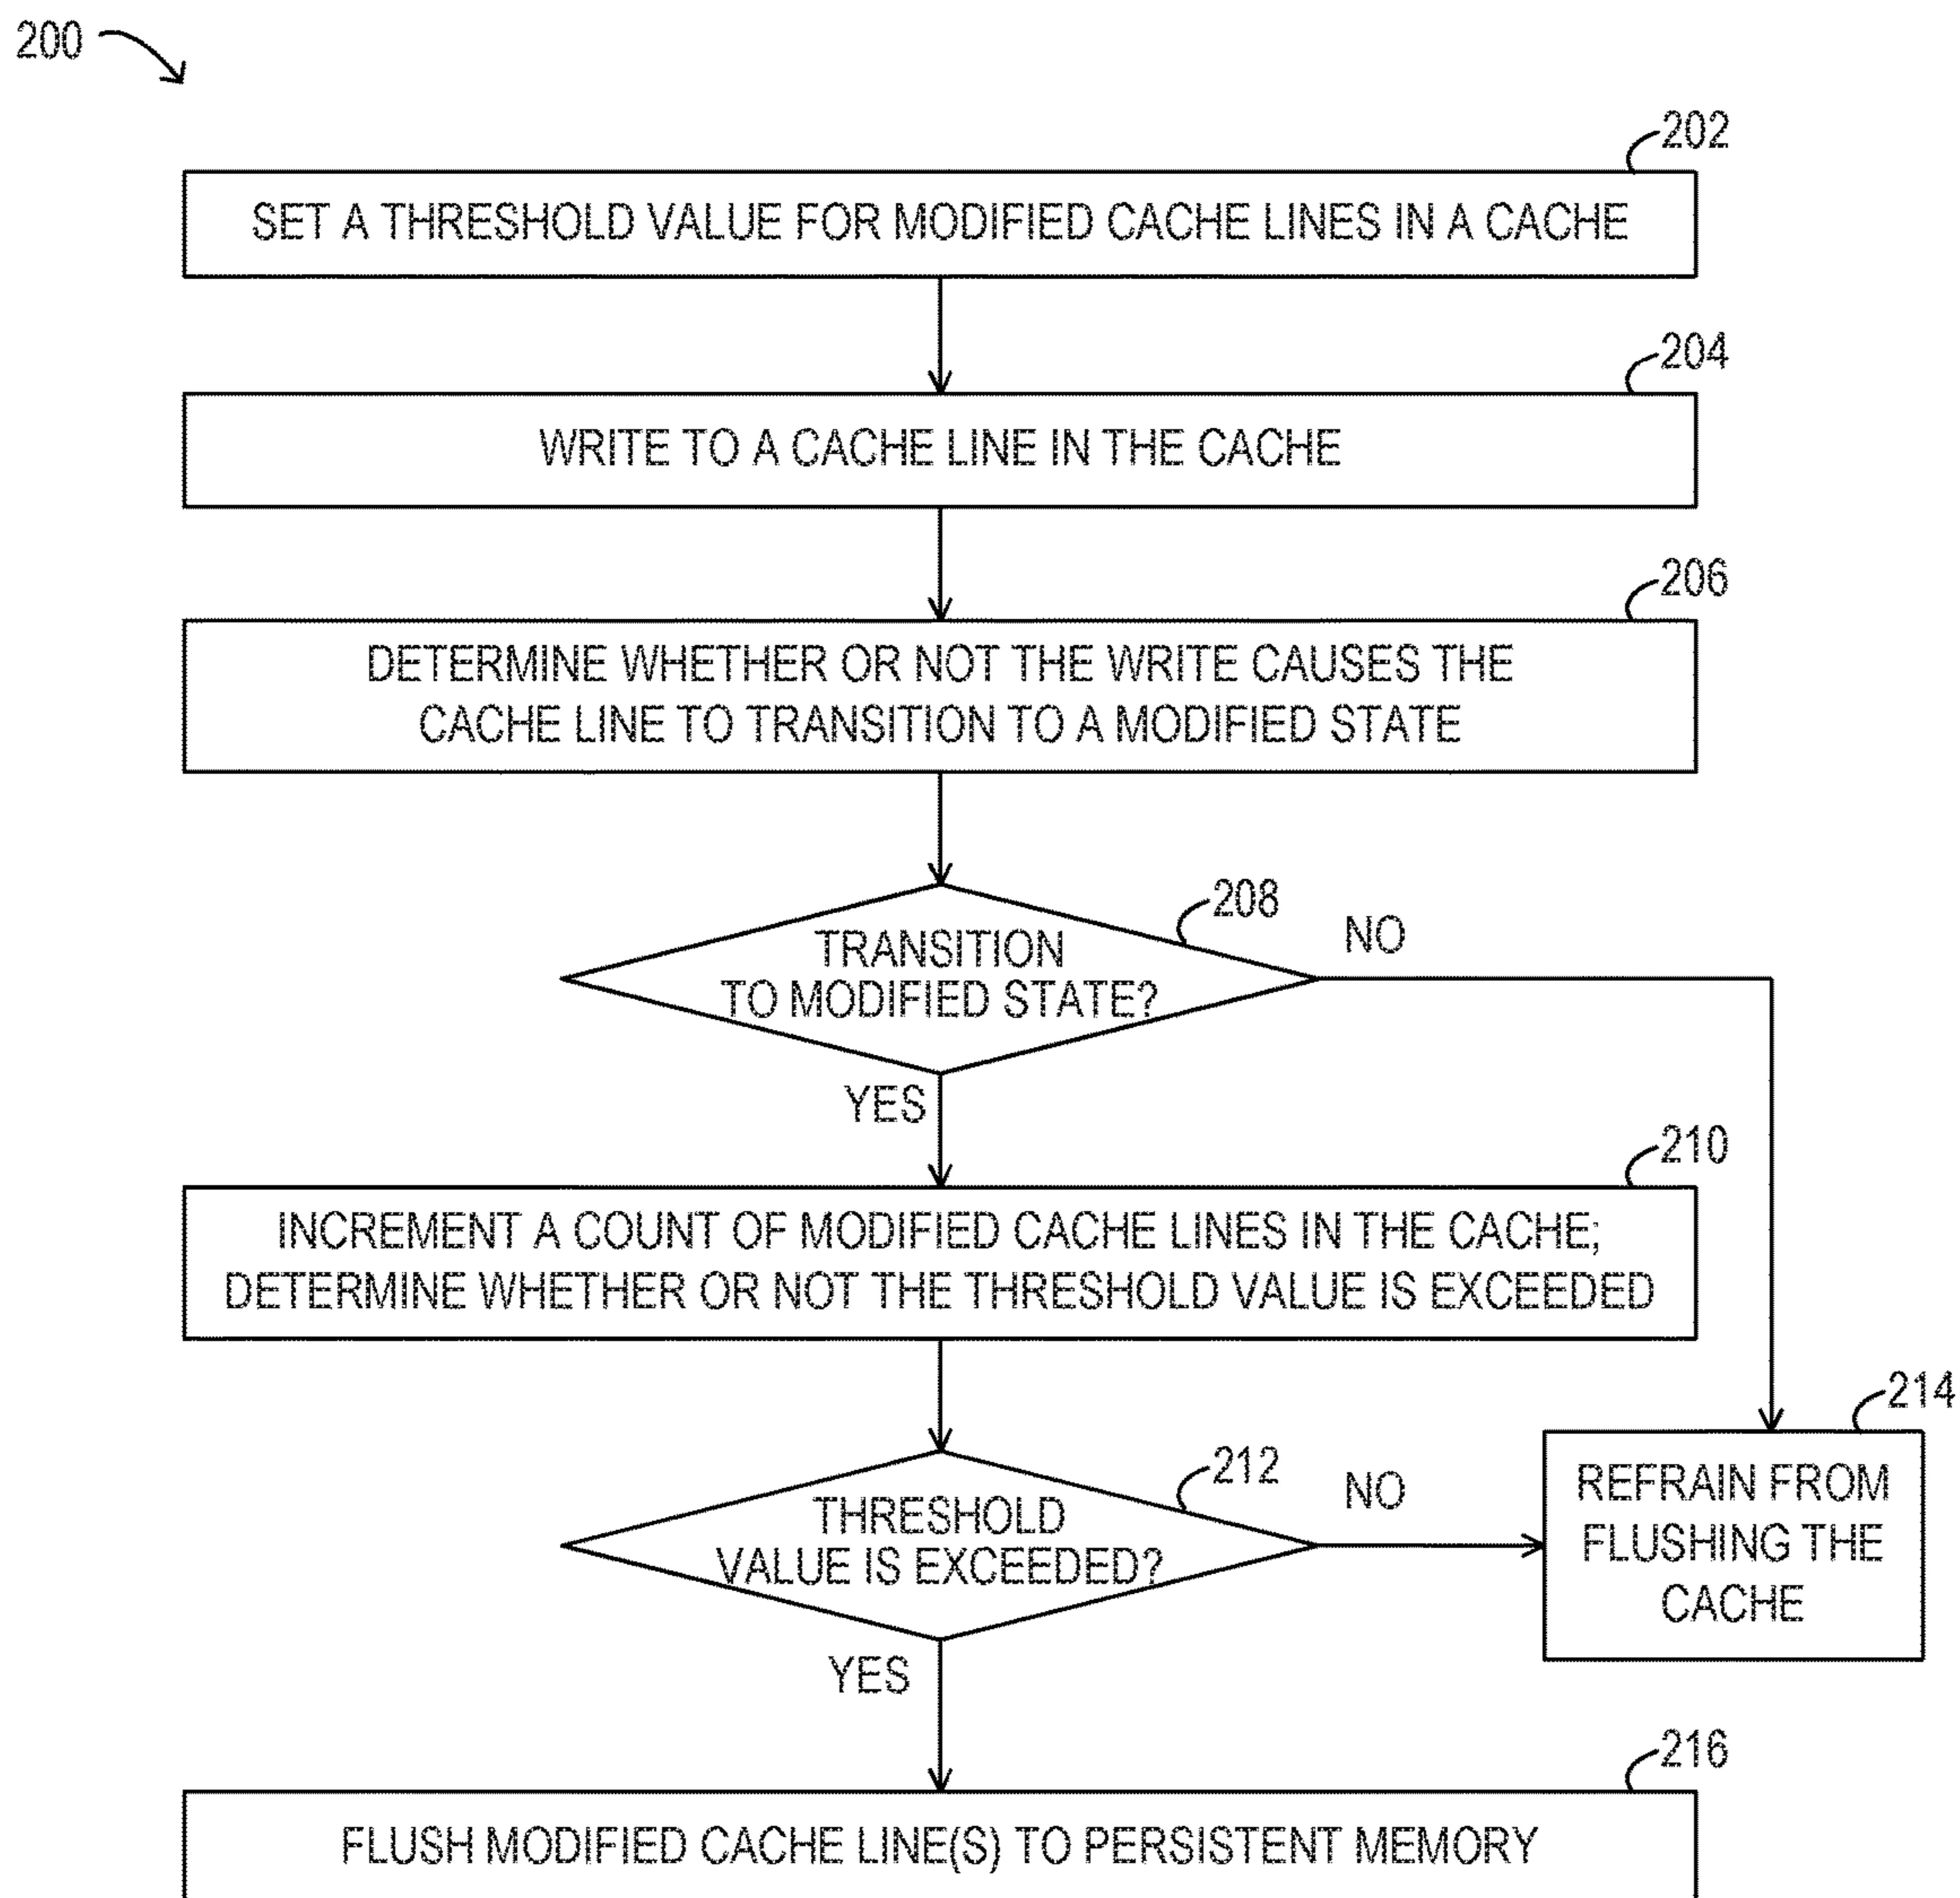 200
202
SET A THRESHOLD VALUE FOR MODIFIED CACHE LINES IN A CACHE
204
WRITE TO A CACHE LINE IN THE CACHE
206
DETERMINE WHETHER OR NOT THE WRITE CAUSES THE
CACHE LINE TO TRANSITION TO A MODIFIED STATE
208
TRANSITION
TO MODIFIED STATE?
NO
YES
210
INCREMENT A COUNT OF MODIFIED CACHE LINES IN THE CACHE;
DETERMINE WHETHER OR NOT THE THRESHOLD VALUE IS EXCEEDED
212
THRESHOLD
VALUE IS EXCEEDED?
NO
YES
214
REFRAIN FROM
FLUSHING THE
CACHE
216
FLUSH MODIFIED CACHE LINE(S) TO PERSISTENT MEMORY